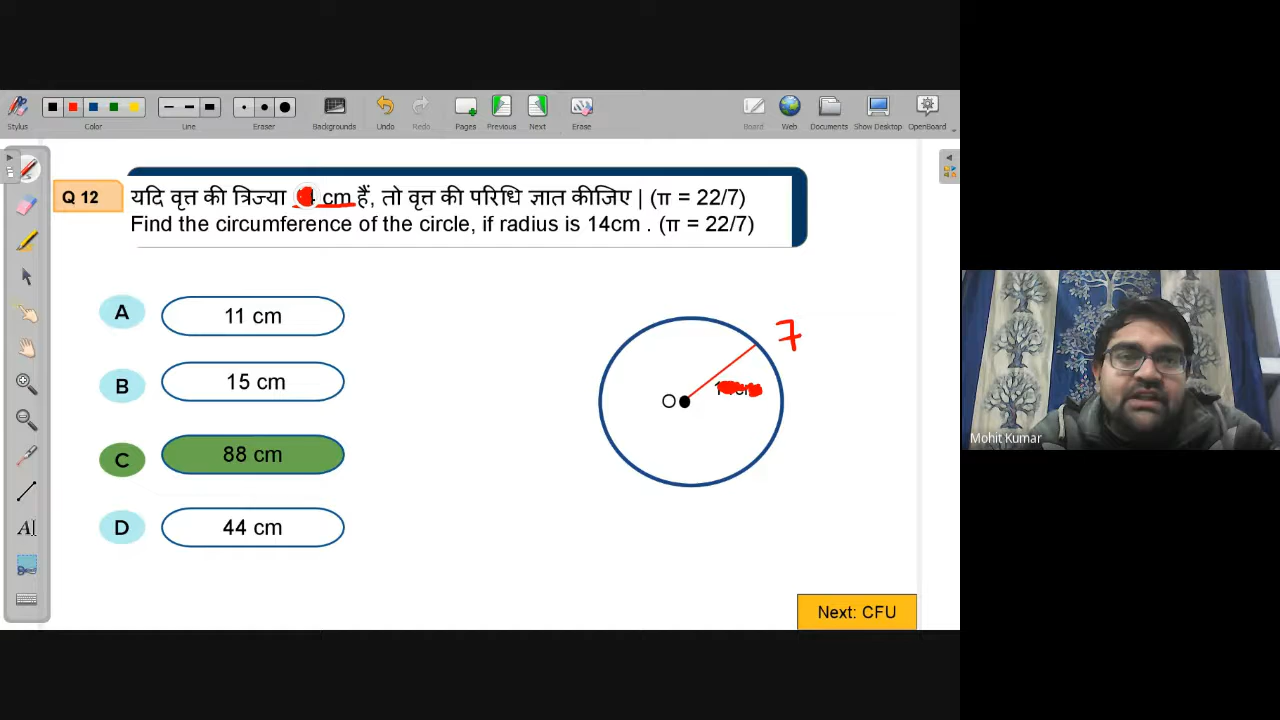 Stylus
Color
Line
Eraser
Backgrounds
Undo
Redo
Pages
Previous
Next
Erase
Board
Web
Documents
Show Desktop
OpenBoard
Q 12
यदि वृत्त की त्रिज्या cm हैं, तो वृत्त की परिधि ज्ञात कीजिए | (π = 22/7)
Find the circumference of the circle, if radius is 14cm . (π = 22/7)
A
11 cm
B
15 cm
C
88 cm
D
44 cm
7
O
Next: CFU
Mohit Kumar